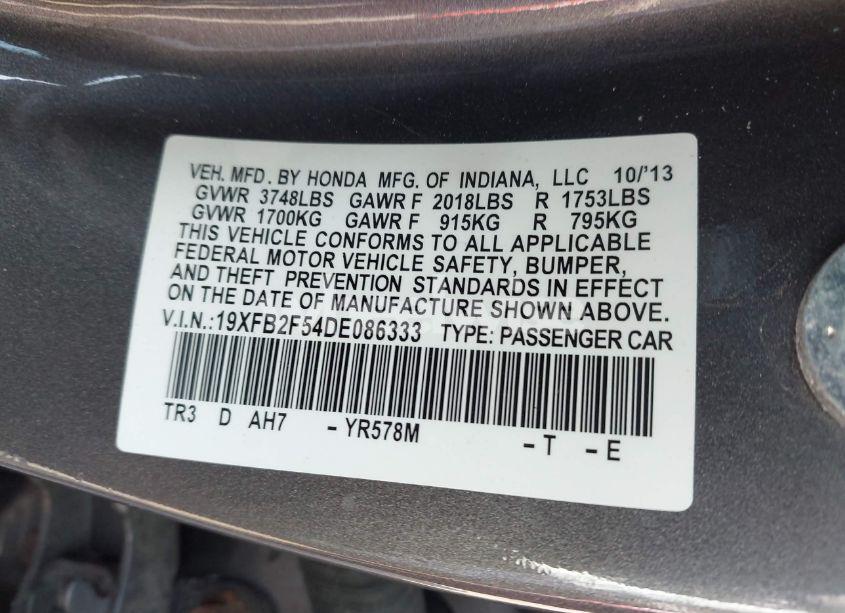 VEH. MFD. BY HONDA MFG. OF INDIANA, LLC 10/'13
GVWR 3748LBS GAWR F 2018LBS R 1753LBS
GVWR 1700KG GAWR F 915KG R 795KG
THIS VEHICLE CONFORMS TO ALL APPLICABLE
FEDERAL MOTOR VEHICLE SAFETY, BUMPER,
AND THEFT PREVENTION STANDARDS IN EFFECT
ON THE DATE OF MANUFACTURE SHOWN ABOVE.
V.I.N.:19XFB2F54DE086333 TYPE: PASSENGER CAR
TR3 D AH7 - YR578M - T - E